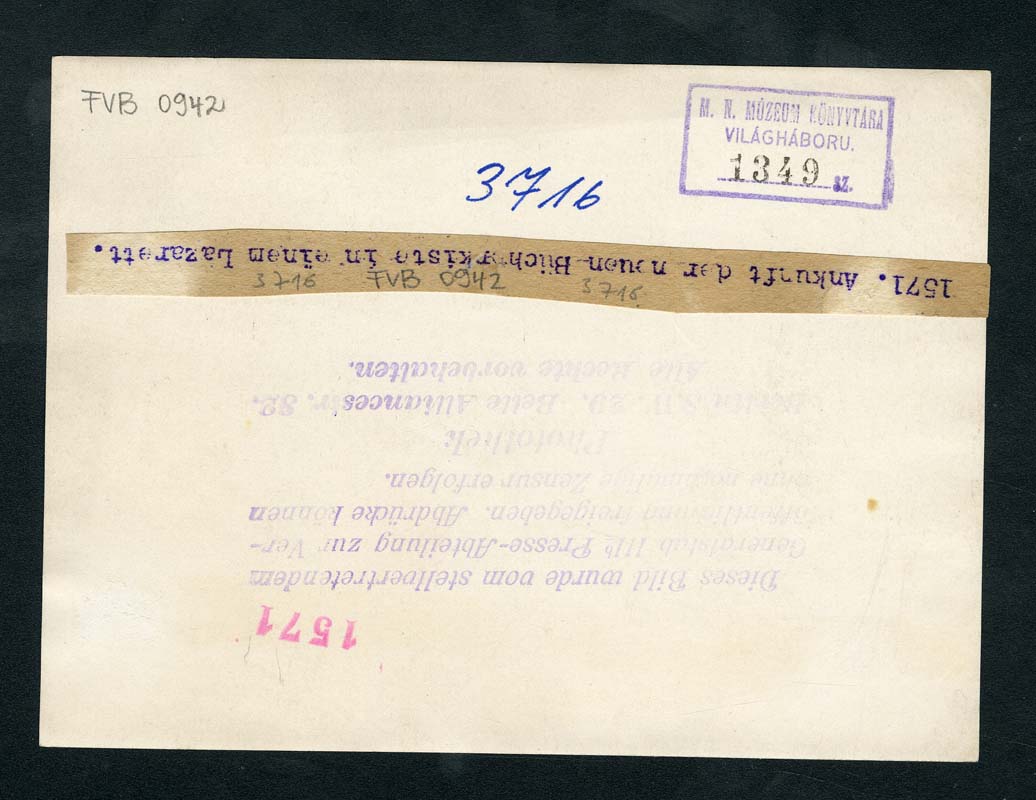 FVB 0942
M. N. MÚZEUM KÖNYVTÁRA
VILÁGHÁBORU.
1349 sz.
3716
1571. Ankunft der neuen Bücherkiste in einem Lazarett.
3716 FVB 0942 3716
1571
Dieses Bild wurde vom stellvertretendem
Generalstab IIIb Presse-Abteilung zur Ver-
öffentlichung freigegeben. Abdrücke können
ohne nochmalige Zensur erfolgen.
Photothek
Berlin S.W. 29. Belle Alliancestr. 82.
Alle Rechte vorbehalten.